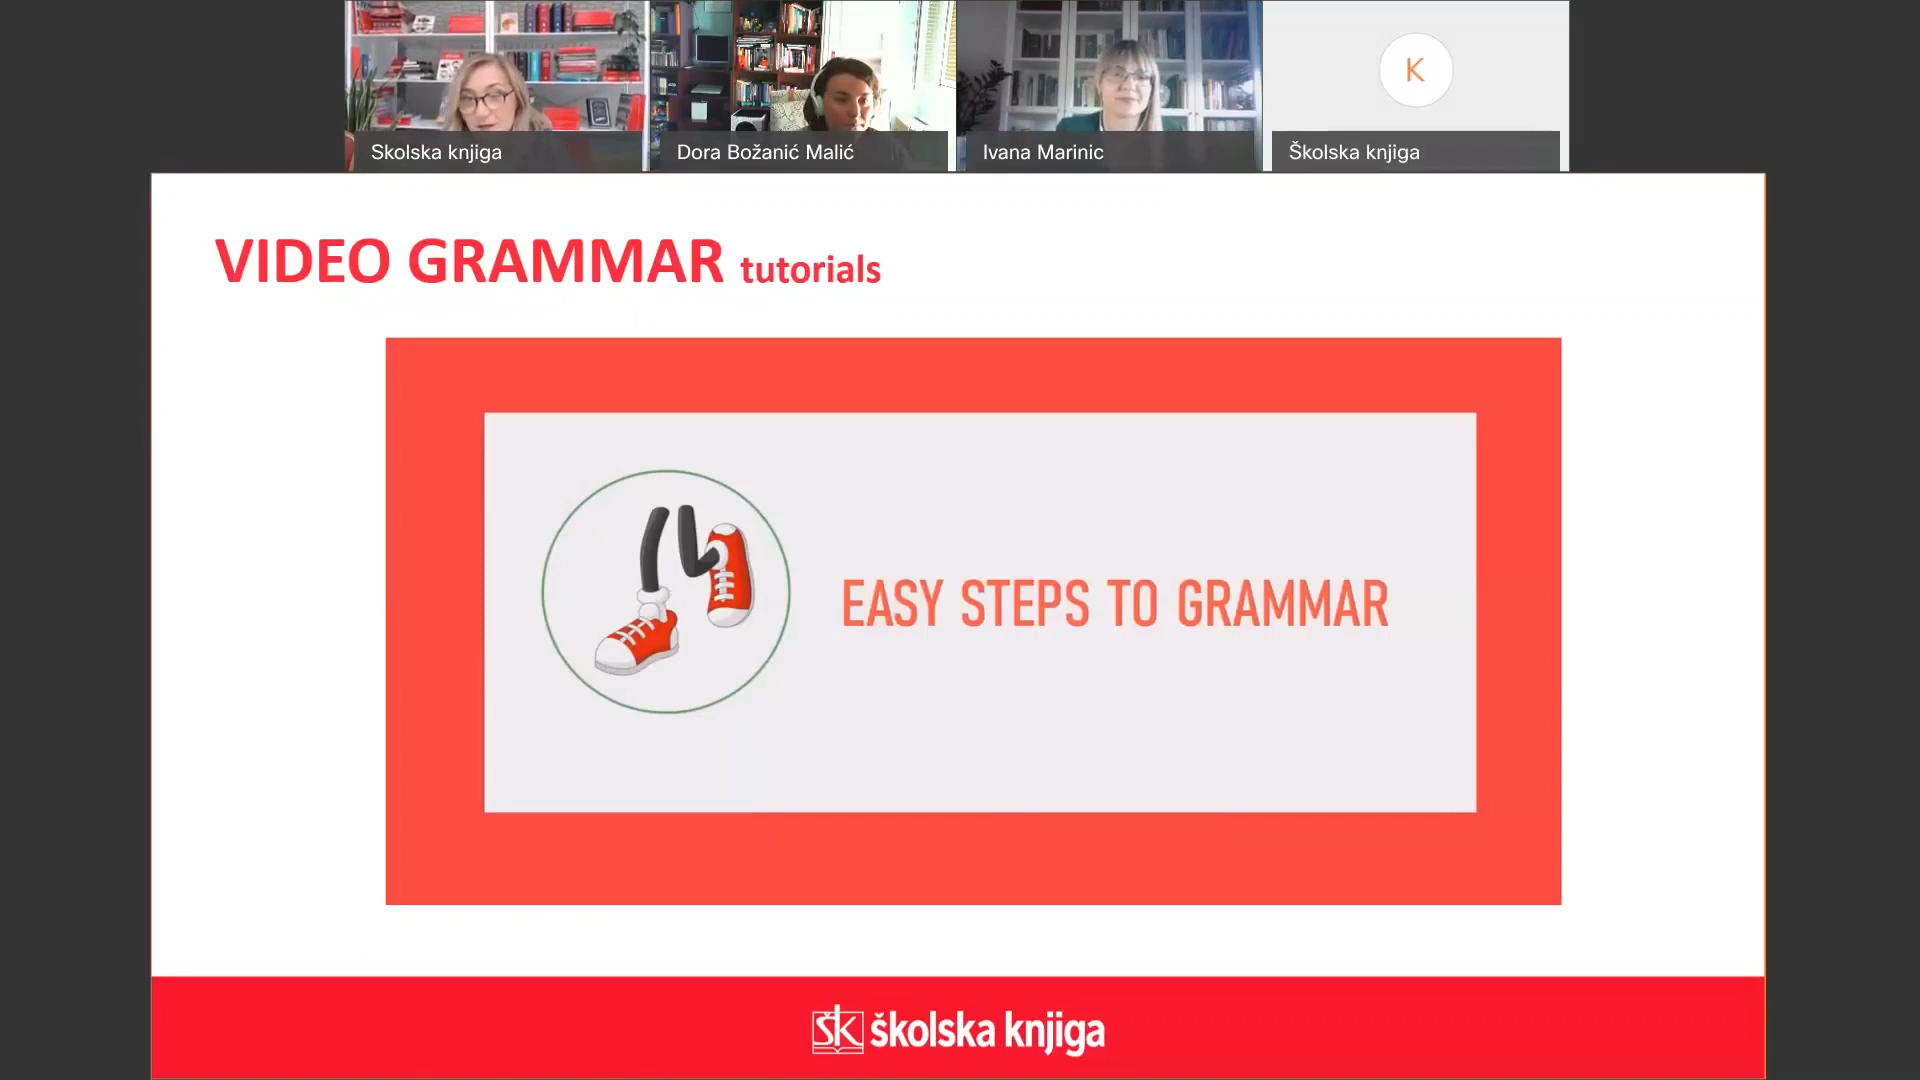 Skolska knjiga
Dora Božanić Malić
Ivana Marinic
K
Školska knjiga
VIDEO GRAMMAR tutorials
EASY STEPS TO GRAMMAR
ŠK školska knjiga